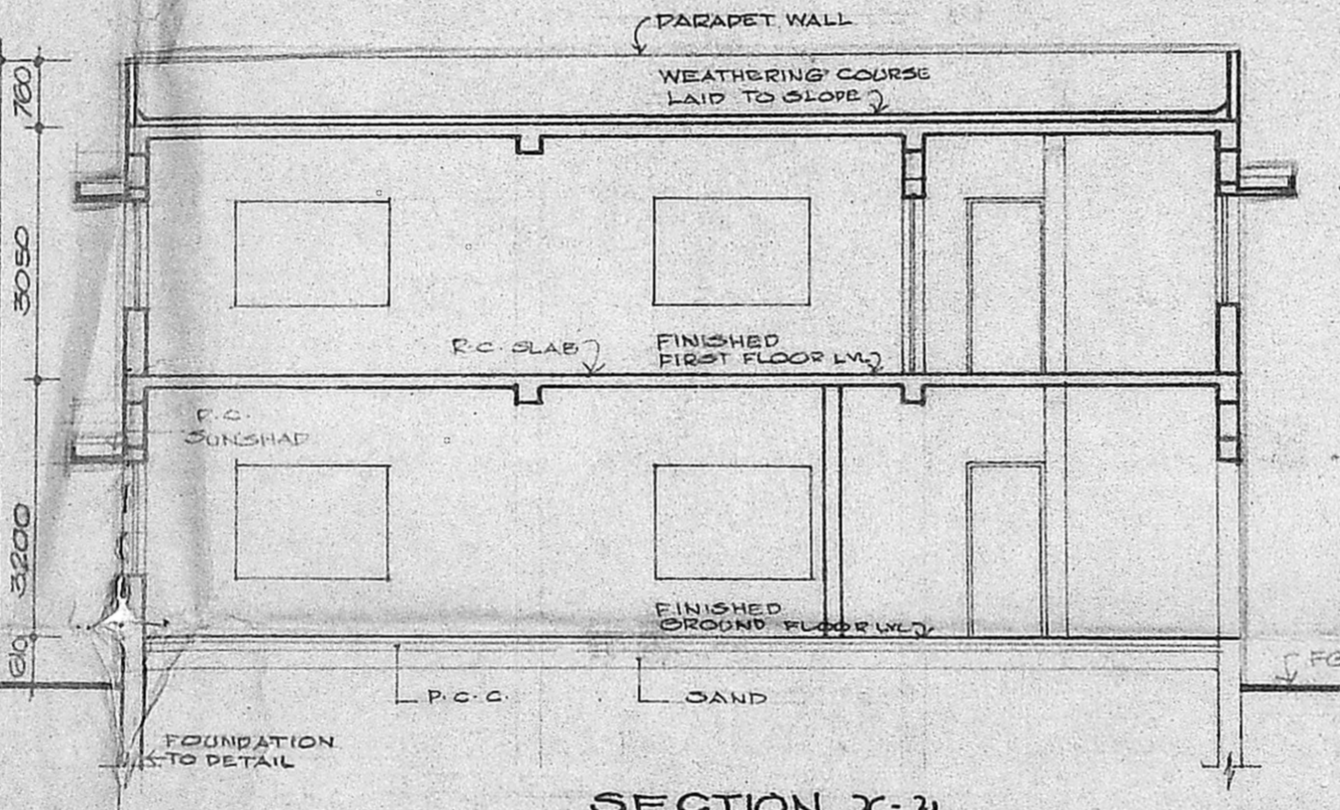 PARAPET WALL
WEATHERING COURSE
LAID TO SLOPE
760
3050
R.C. SLAB
FINISHED
FIRST FLOOR LVL
R.C.
SUNSHAD
3200
FINISHED
GROUND FLOOR LVL
P.C.C.
SAND
FOUNDATION
TO DETAIL
SECTION